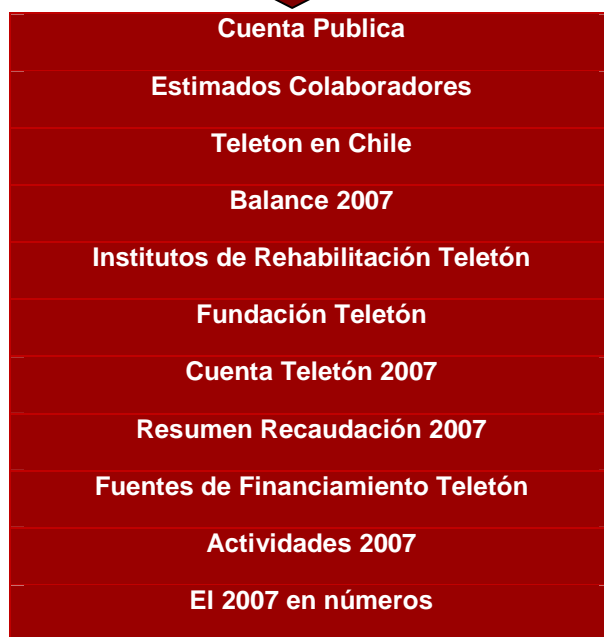 Cuenta Publica
Estimados Colaboradores
Teleton en Chile
Balance 2007
Institutos de Rehabilitación Teletón
Fundación Teletón
Cuenta Teletón 2007
Resumen Recaudación 2007
Fuentes de Financiamiento Teletón
Actividades 2007
El 2007 en números